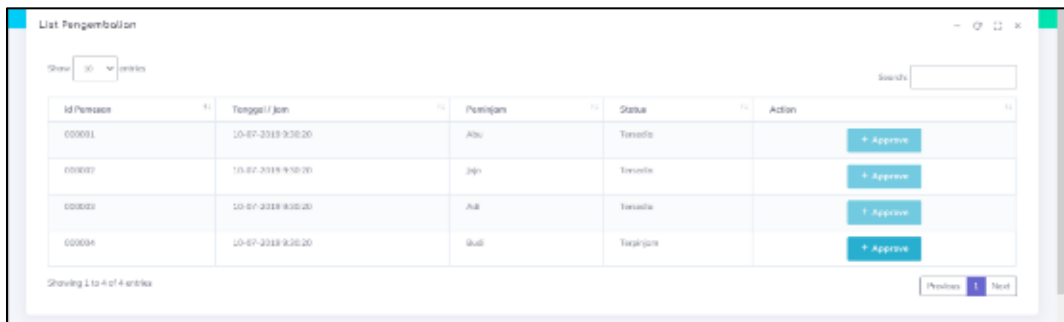 List Pengembalian
Show 10 entries
Search:
Id Pemesan Tanggal / Jam Peminjam Status Action
000001 10-07-2019 9:30:20 Abu Tersedia + Approve
000002 10-07-2019 9:30:20 Jojo Tersedia + Approve
000003 10-07-2019 9:30:20 Adi Tersedia + Approve
000004 10-07-2019 9:30:20 Budi Terpinjam + Approve
Showing 1 to 4 of 4 entries
Previous 1 Next